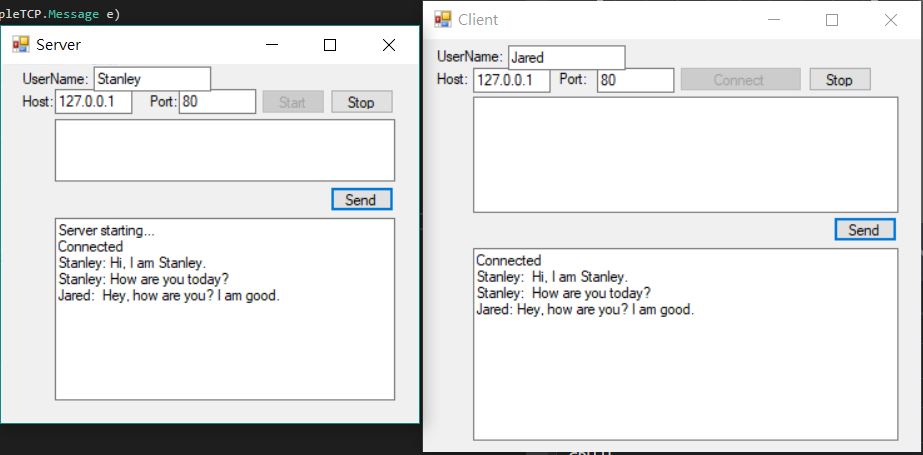 pleTCP.Message e)
Server
UserName: Stanley
Host: 127.0.0.1 Port: 80 Start Stop
Send
Server starting...
Connected
Stanley: Hi, I am Stanley.
Stanley: How are you today?
Jared:  Hey, how are you? I am good.
Client
UserName: Jared
Host: 127.0.0.1 Port: 80 Connect Stop
Send
Connected
Stanley:  Hi, I am Stanley.
Stanley:  How are you today?
Jared: Hey, how are you? I am good.